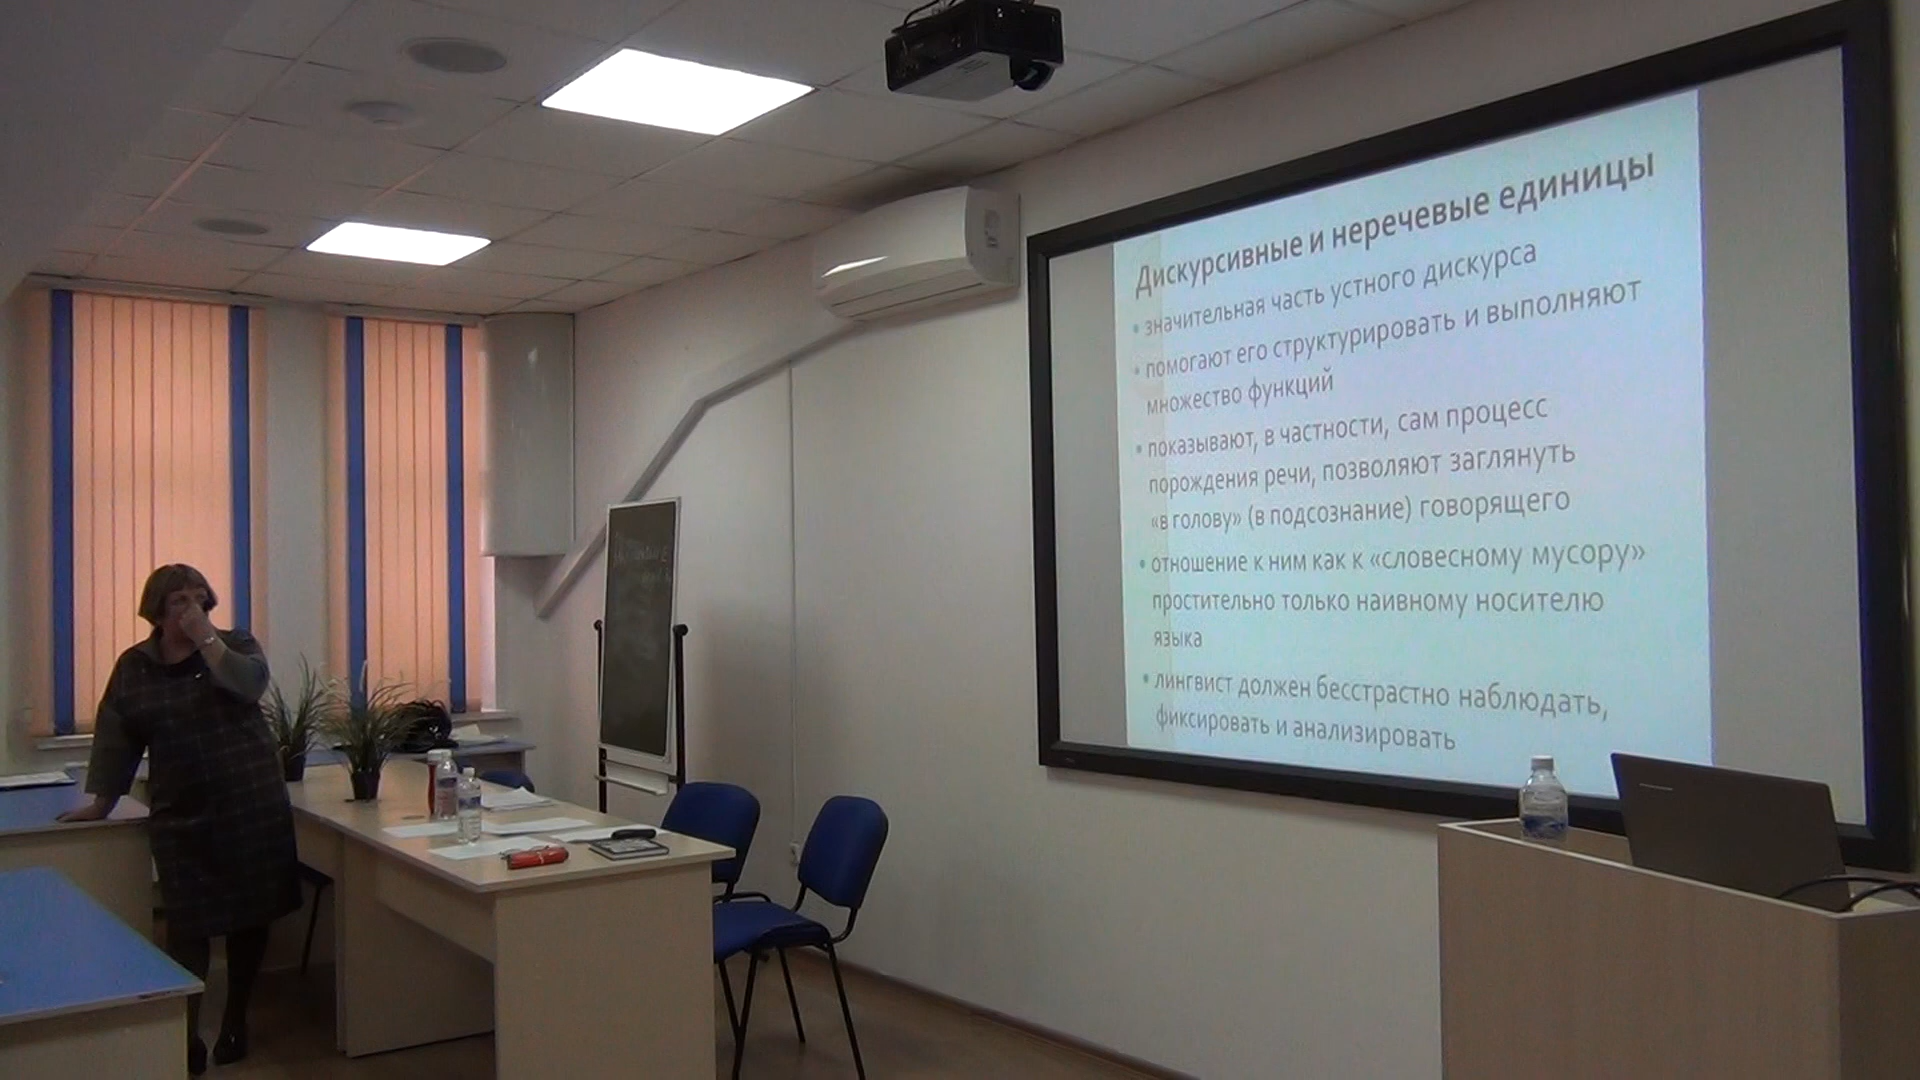 Дискурсивные и неречевые единицы
• значительная часть устного дискурса
• помогают его структурировать и выполняют
множество функций
• показывают, в частности, сам процесс
порождения речи, позволяют заглянуть
«в голову» (в подсознание) говорящего
• отношение к ним как к «словесному мусору»
простительно только наивному носителю
языка
• лингвист должен бесстрастно наблюдать,
фиксировать и анализировать